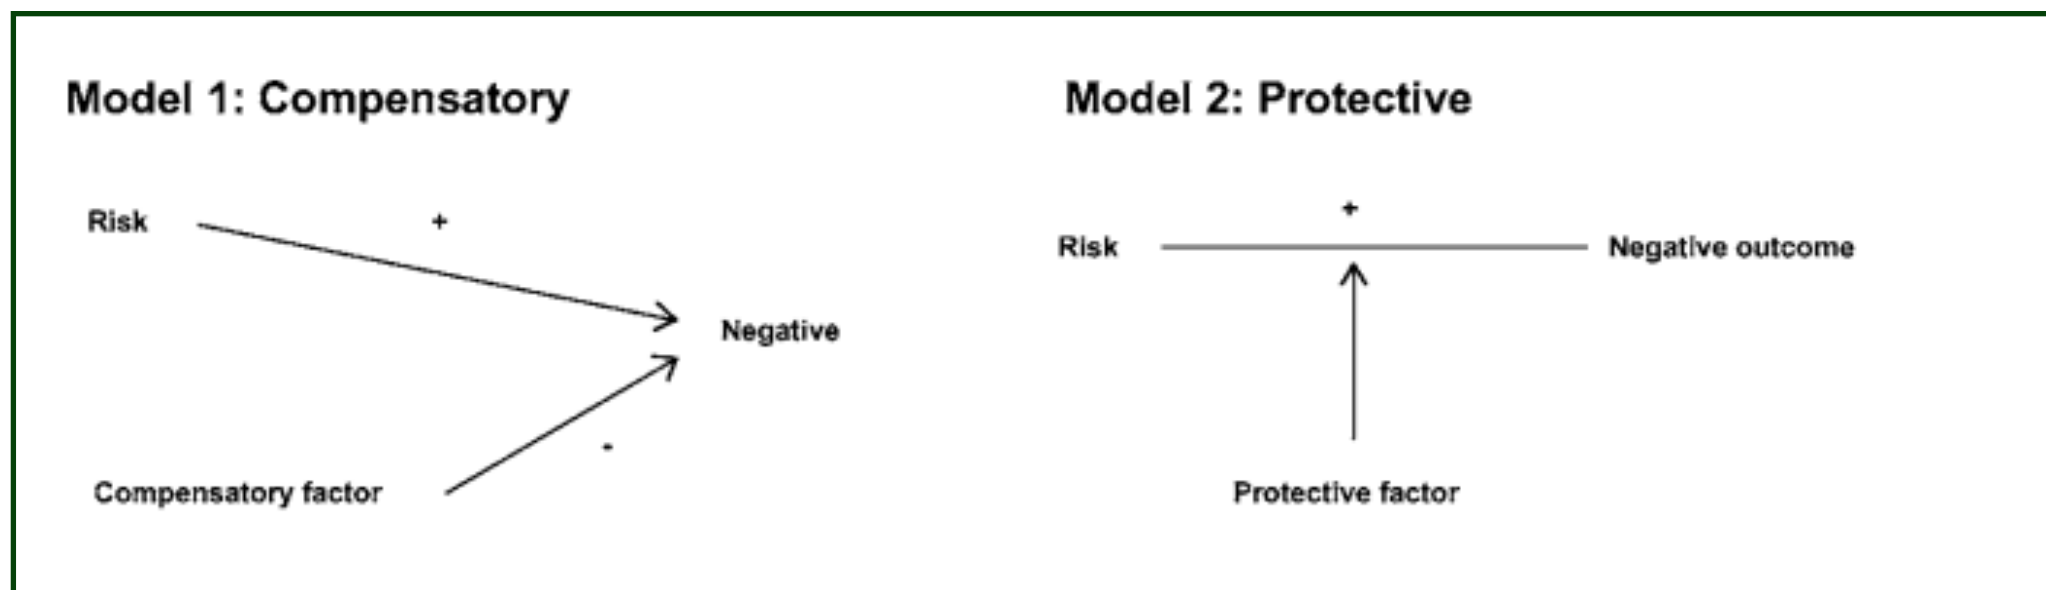 Model 1: Compensatory
Risk
+
Negative
-
Compensatory factor
Model 2: Protective
+
Risk
Negative outcome
Protective factor